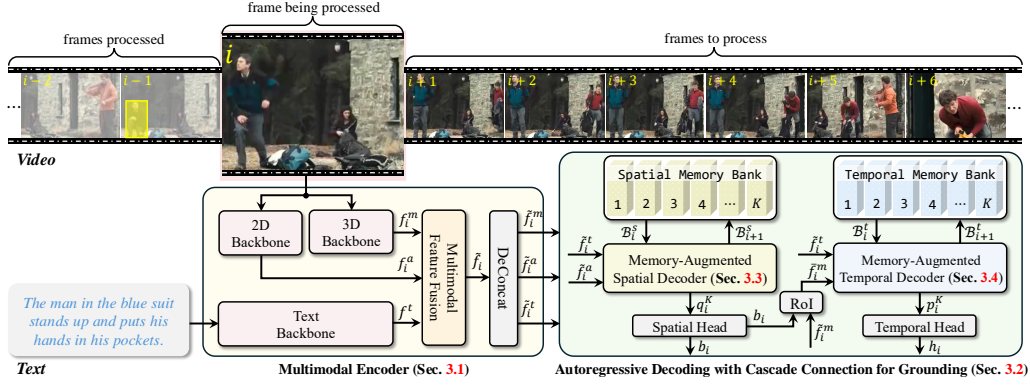 frame being processed
frames processed
frames to process
i − 2
i − 1
i
i + 1
i + 2
i + 3
i + 4
i + 5
i + 6
...
...
Video
Spatial Memory Bank
1 2 3 4 ... K
Temporal Memory Bank
1 2 3 4 ... K
2D
Backbone
3D
Backbone
f_i^m
f_i^a
Multimodal
Feature Fusion
f̃_i
DeConcat
f̃_i^m
f̃_i^a
f̃_i^t
B_i^s
B_{i+1}^s
B_i^t
B_{i+1}^t
f̃_i^t
f̃_i^a
Memory-Augmented
Spatial Decoder (Sec. 3.3)
f̃_i^t
f̄_i^m
Memory-Augmented
Temporal Decoder (Sec. 3.4)
The man in the blue suit
stands up and puts his
hands in his pockets.
Text
Backbone
f^t
q_i^K
Spatial Head
b_i
b_i
RoI
f̃_i^m
p_i^K
Temporal Head
h_i
Text
Multimodal Encoder (Sec. 3.1)
Autoregressive Decoding with Cascade Connection for Grounding (Sec. 3.2)